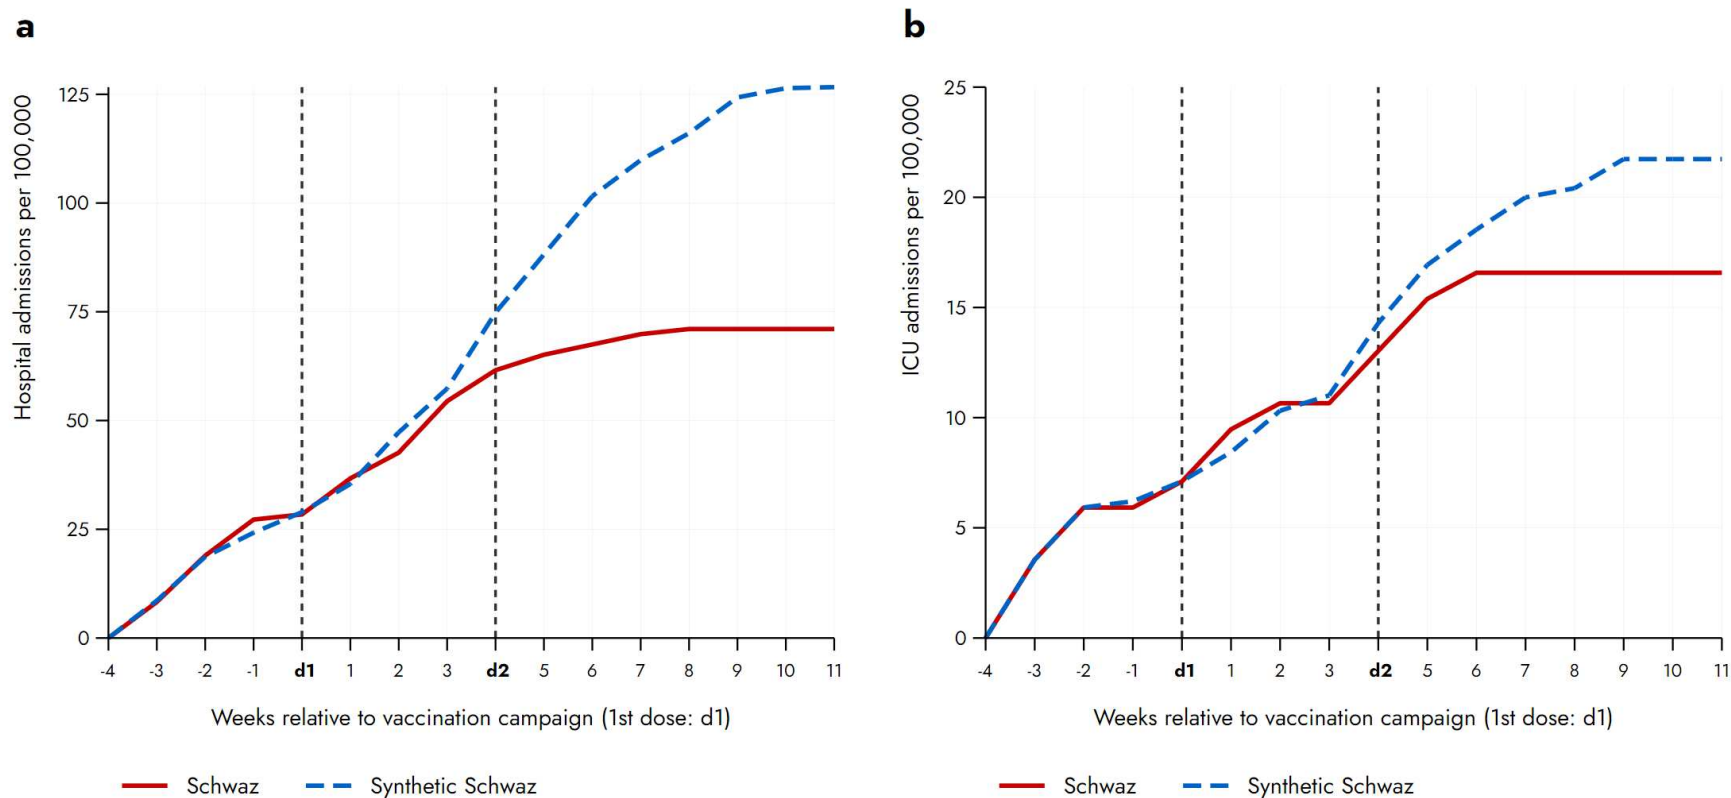 a
Hospital admissions per 100,000
125
100
75
50
25
0
-4 -3 -2 -1 d1 1 2 3 d2 5 6 7 8 9 10 11
Weeks relative to vaccination campaign (1st dose: d1)
Schwaz Synthetic Schwaz
b
ICU admissions per 100,000
25
20
15
10
5
0
-4 -3 -2 -1 d1 1 2 3 d2 5 6 7 8 9 10 11
Weeks relative to vaccination campaign (1st dose: d1)
Schwaz Synthetic Schwaz